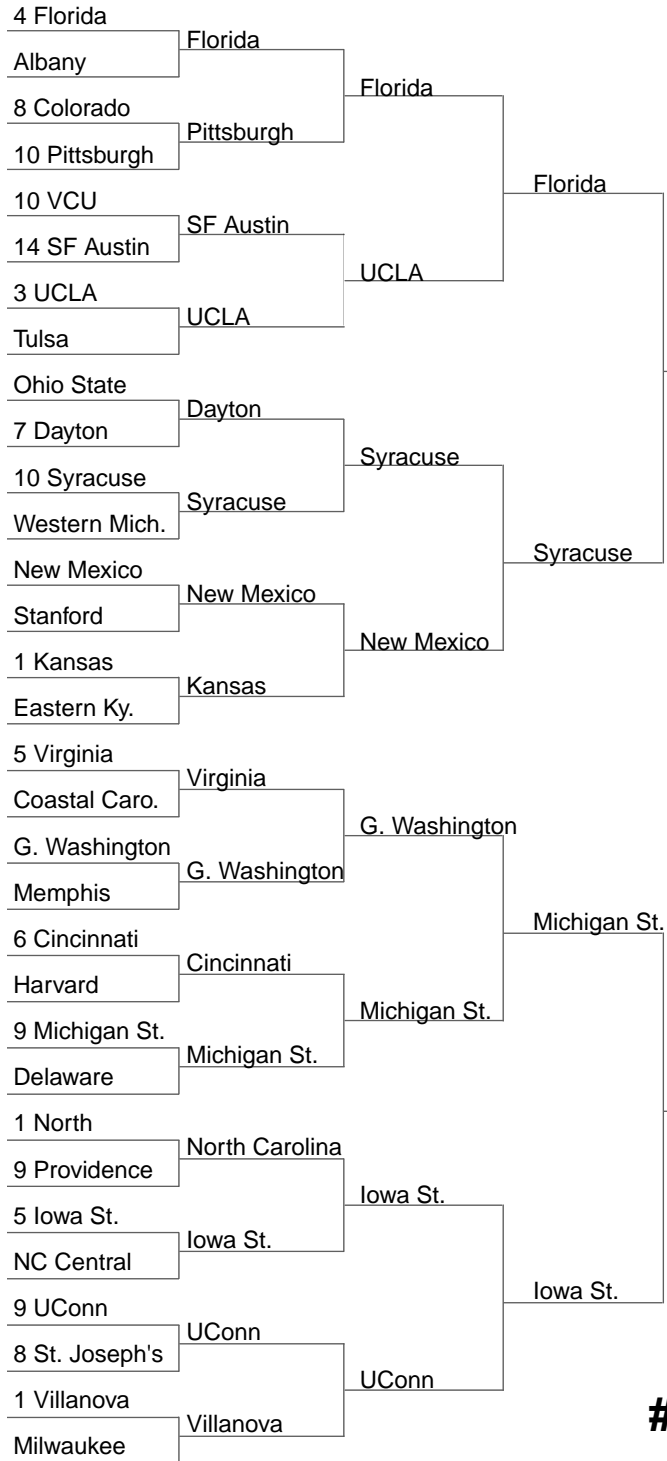 4 Florida
Albany
8 Colorado
10 Pittsburgh
10 VCU
14 SF Austin
3 UCLA
Tulsa
Ohio State
7 Dayton
10 Syracuse
Western Mich.
New Mexico
Stanford
1 Kansas
Eastern Ky.
5 Virginia
Coastal Caro.
G. Washington
Memphis
6 Cincinnati
Harvard
9 Michigan St.
Delaware
1 North
9 Providence
5 Iowa St.
NC Central
9 UConn
8 St. Joseph's
1 Villanova
Milwaukee
Florida
Pittsburgh
SF Austin
UCLA
Dayton
Syracuse
New Mexico
Kansas
Virginia
G. Washington
Cincinnati
Michigan St.
North Carolina
Iowa St.
UConn
Villanova
Florida
UCLA
Syracuse
New Mexico
G. Washington
Michigan St.
Iowa St.
UConn
Florida
Syracuse
Michigan St.
Iowa St.
#